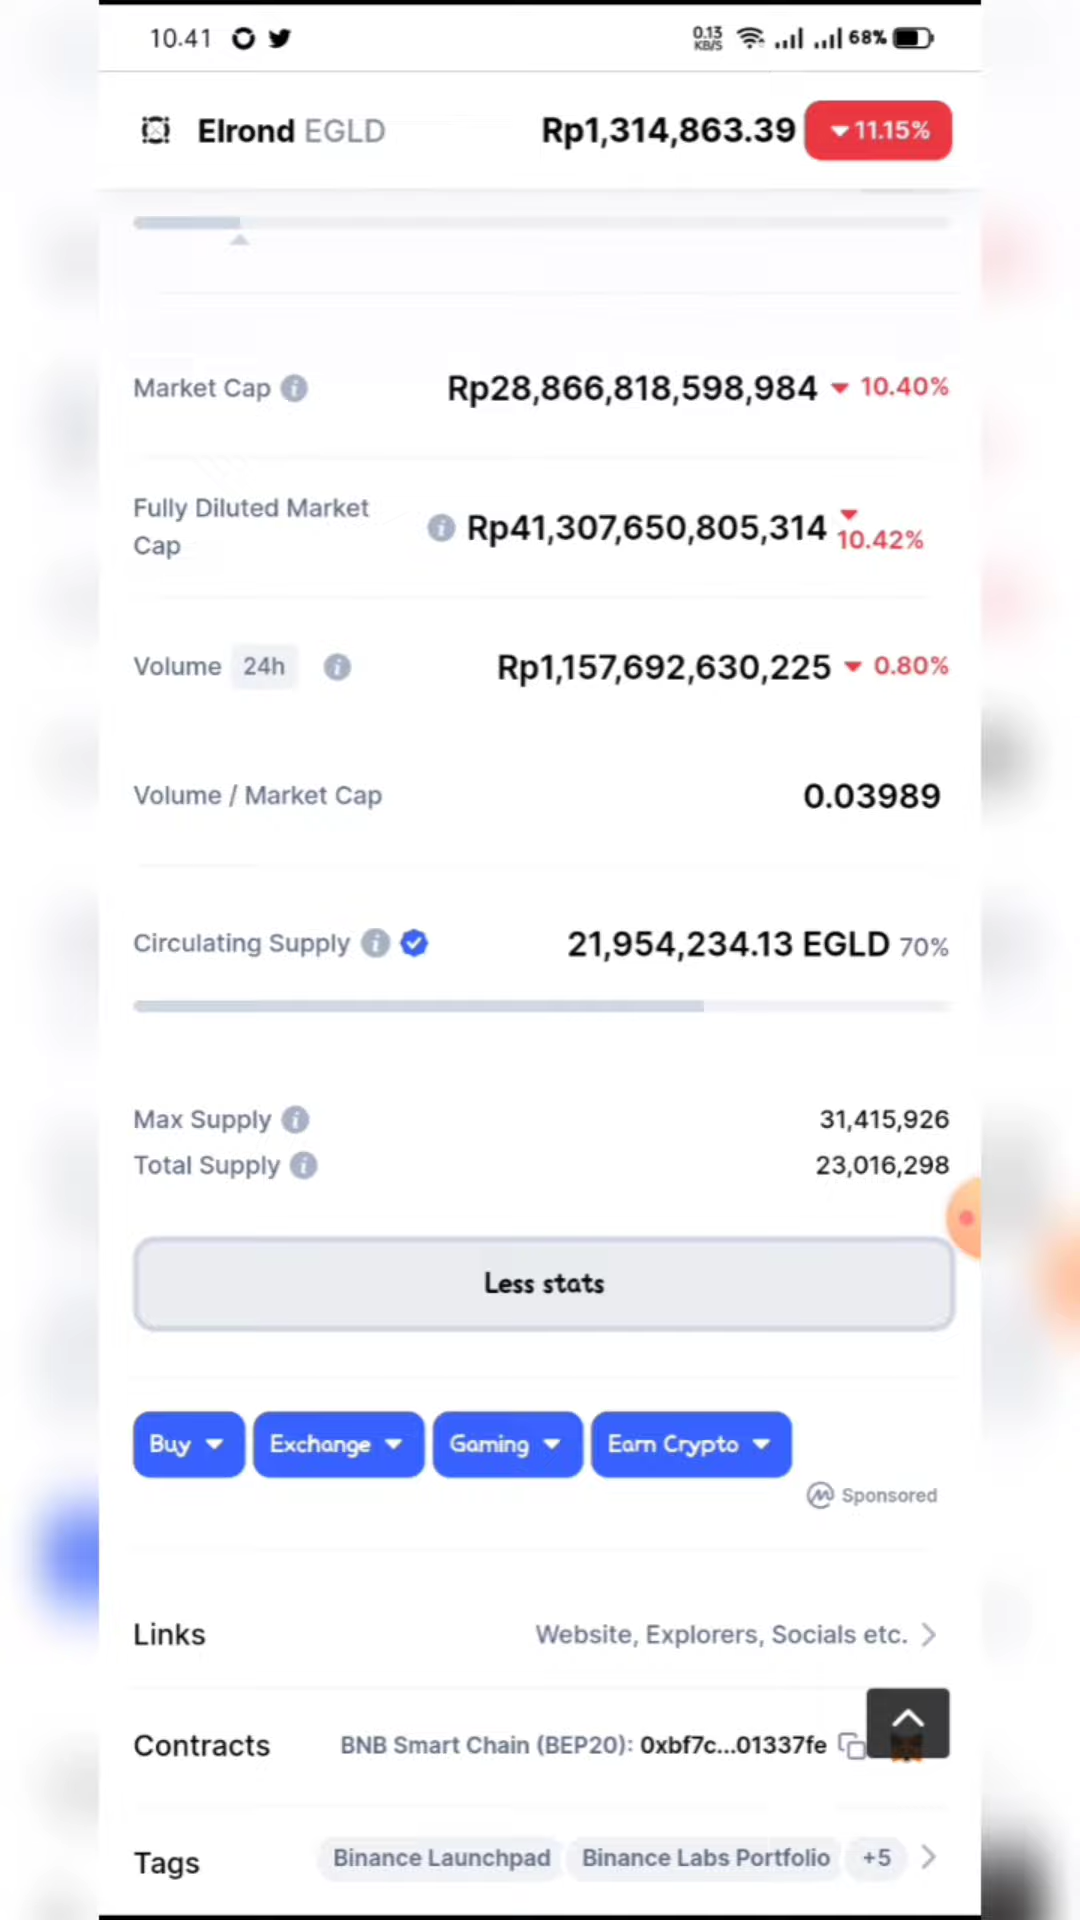 10.41 0.13 KB/S 68%
Elrond EGLD Rp1,314,863.39 11.15%
Market Cap Rp28,866,818,598,984 10.40%
Fully Diluted Market Cap Rp41,307,650,805,314 10.42%
Volume 24h Rp1,157,692,630,225 0.80%
Volume / Market Cap 0.03989
Circulating Supply 21,954,234.13 EGLD 70%
Max Supply 31,415,926
Total Supply 23,016,298
Less stats
Buy Exchange Gaming Earn Crypto
Sponsored
Links Website, Explorers, Socials etc.
Contracts BNB Smart Chain (BEP20): 0xbf7c...01337fe
Tags Binance Launchpad Binance Labs Portfolio +5